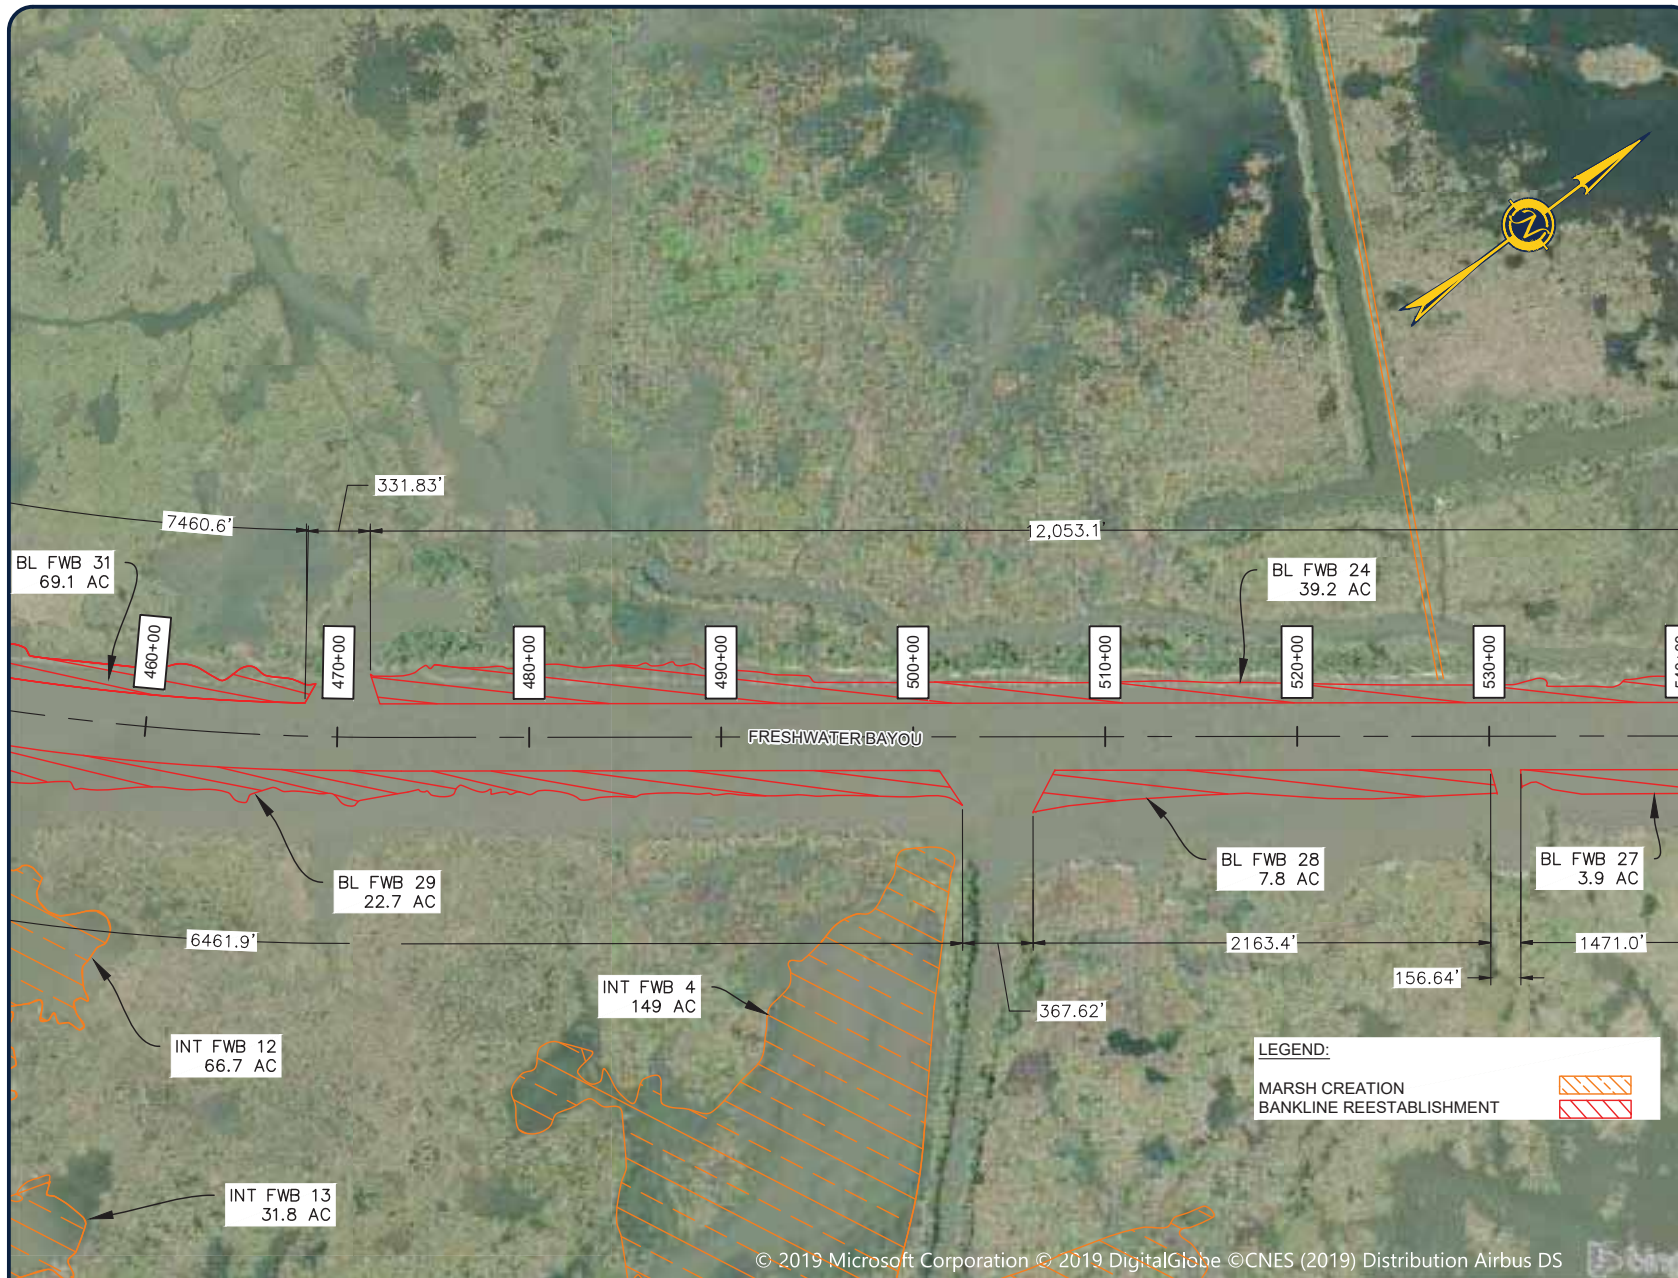 331.83'
7460.6'
12,053.1'
BL FWB 31
69.1 AC
BL FWB 24
39.2 AC
460+00
470+00
480+00
490+00
500+00
510+00
520+00
530+00
FRESHWATER BAYOU
BL FWB 29
22.7 AC
BL FWB 28
7.8 AC
BL FWB 27
3.9 AC
6461.9'
2163.4'
1471.0'
156.64'
367.62'
INT FWB 4
149 AC
INT FWB 12
66.7 AC
INT FWB 13
31.8 AC
LEGEND:
MARSH CREATION
BANKLINE REESTABLISHMENT
N
© 2019 Microsoft Corporation © 2019 DigitalGlobe ©CNES (2019) Distribution Airbus DS